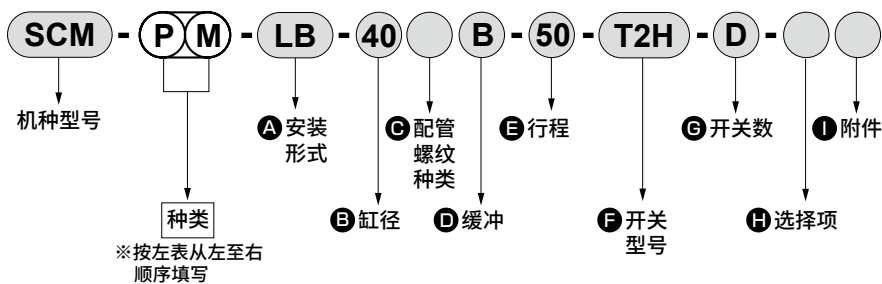 SCM - P M - LB - 40 B - 50 - T2H - D -
机种型号
A 安装
形式
C 配管
螺纹
种类
E 行程
G 开关数
I 附件
种类
※按左表从左至右
顺序填写
B 缸径
D 缓冲
F 开关
型号
H 选择项